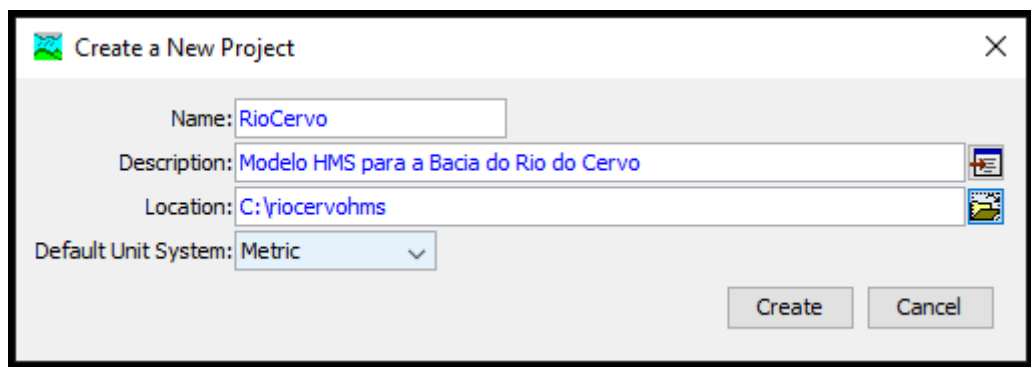 Create a New Project
Name: RioCervo
Description: Modelo HMS para a Bacia do Rio do Cervo
Location: C:\riocervohms
Default Unit System: Metric
Create Cancel